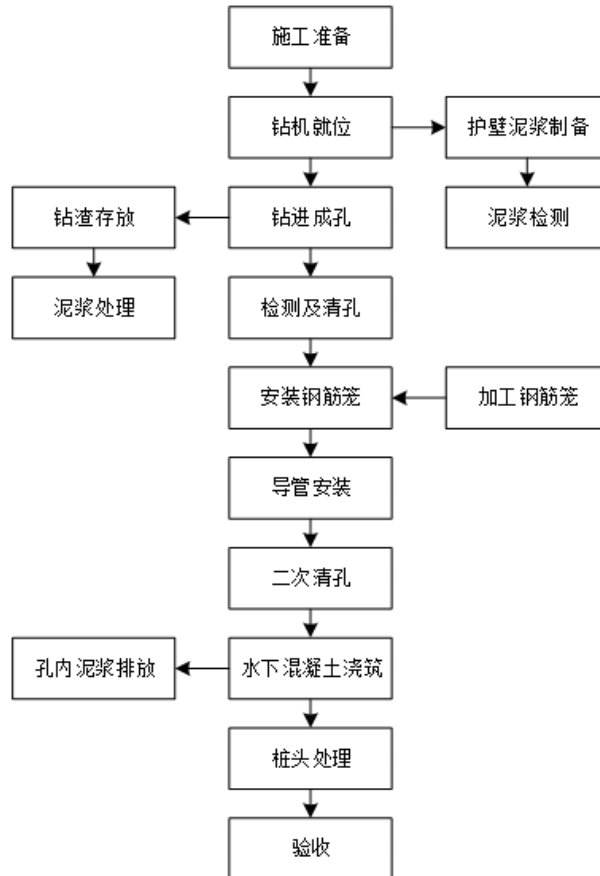 施工准备
钻机就位
护壁泥浆制备
钻渣存放
钻进成孔
泥浆检测
泥浆处理
检测及清孔
安装钢筋笼
加工钢筋笼
导管安装
二次清孔
孔内泥浆排放
水下混凝土浇筑
桩头处理
验收